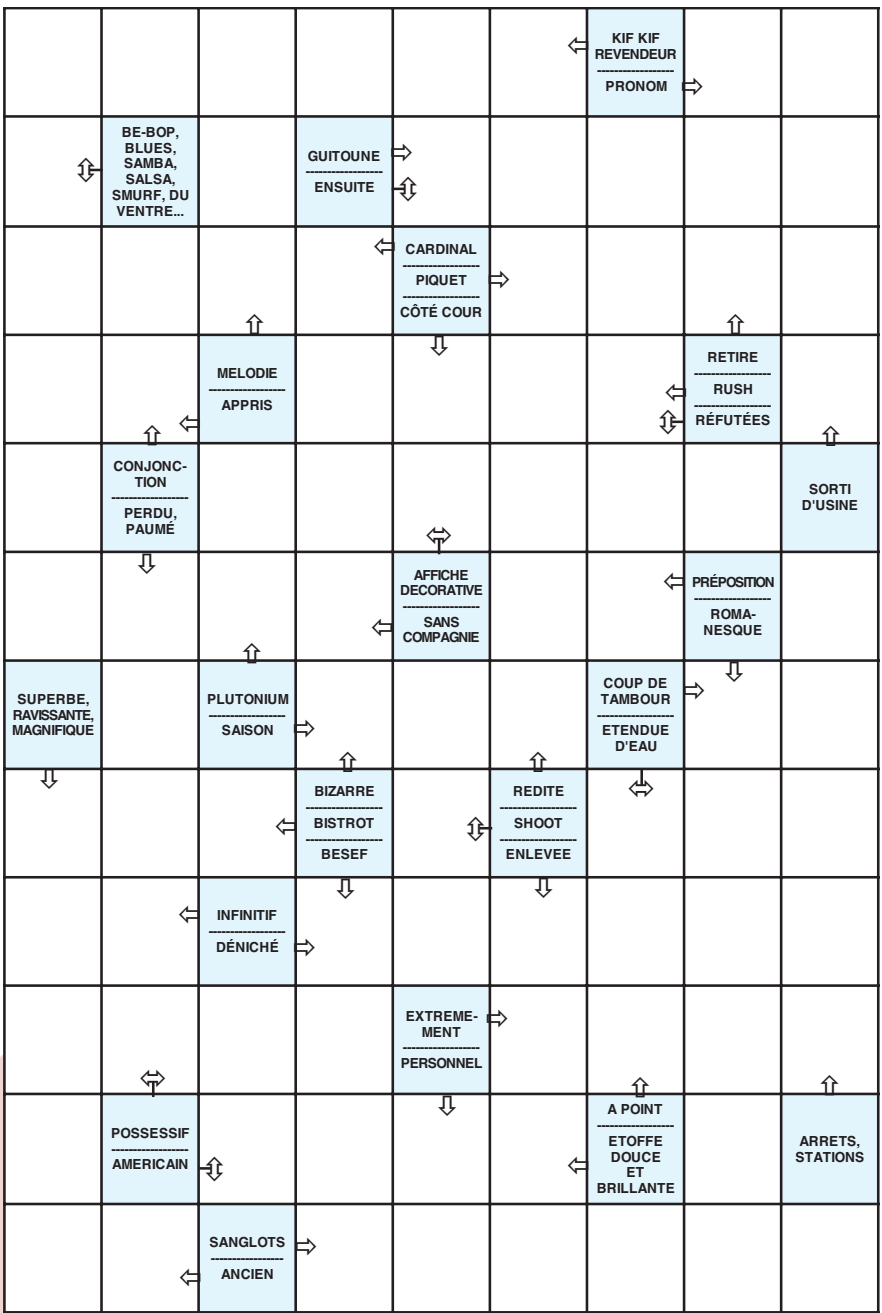 KIF KIF
REVENDEUR
PRONOM
BE-BOP,
BLUES,
SAMBA,
SALSA,
SMURF, DU
VENTRE...
GUITOUNE
ENSUITE
CARDINAL
PIQUET
CÔTÉ COUR
MELODIE
APPRIS
RETIRE
RUSH
RÉFUTÉES
CONJONC-
TION
PERDU,
PAUMÉ
SORTI
D'USINE
AFFICHE
DECORATIVE
SANS
COMPAGNIE
PRÉPOSITION
ROMA-
NESQUE
SUPERBE,
RAVISSANTE,
MAGNIFIQUE
PLUTONIUM
SAISON
COUP DE
TAMBOUR
ETENDUE
D'EAU
BIZARRE
BISTROT
BESEF
REDITE
SHOOT
ENLEVEE
INFINITIF
DÉNICHÉ
EXTREME-
MENT
PERSONNEL
POSSESSIF
AMERICAIN
A POINT
ETOFFE
DOUCE
ET
BRILLANTE
ARRETS,
STATIONS
SANGLOTS
ANCIEN